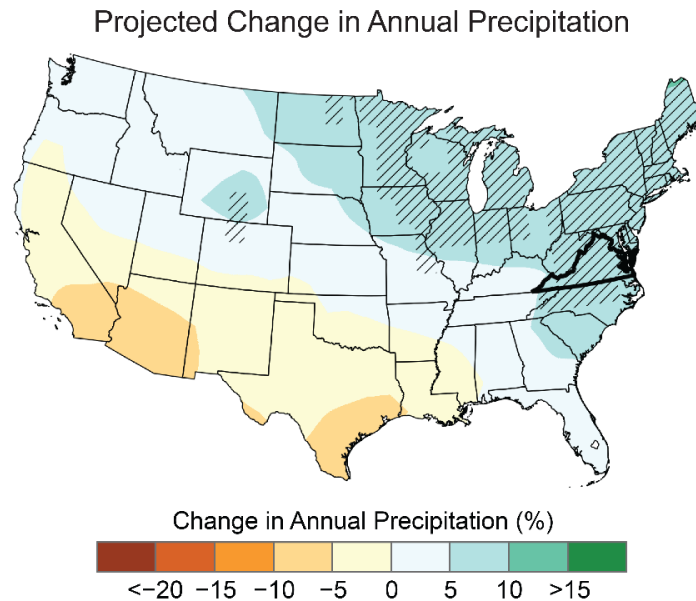 Projected Change in Annual Precipitation
Change in Annual Precipitation (%)
<−20 −15 −10 −5 0 5 10 >15